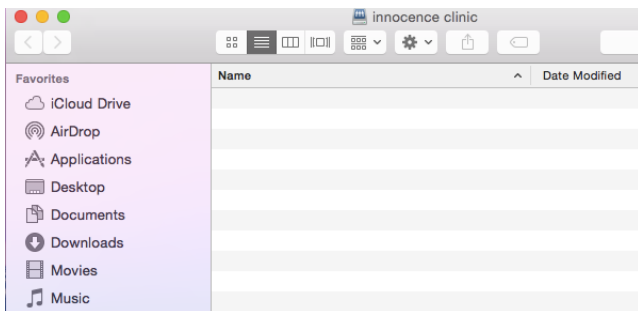 innocence clinic
Favorites
Name
Date Modified
iCloud Drive
AirDrop
Applications
Desktop
Documents
Downloads
Movies
Music